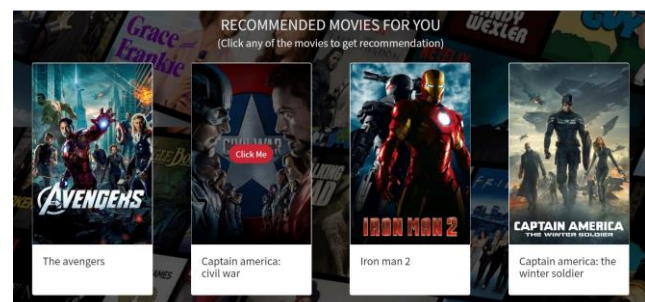 RECOMMENDED MOVIES FOR YOU
(Click any of the movies to get recommendation)
Grace and
Frankie
WEXLER
AVENGERS
CIVIL WAR
Click Me
IRON MAN 2
CAPTAIN AMERICA
THE WINTER SOLDIER
The avengers
Captain america:
civil war
Iron man 2
Captain america: the
winter soldier